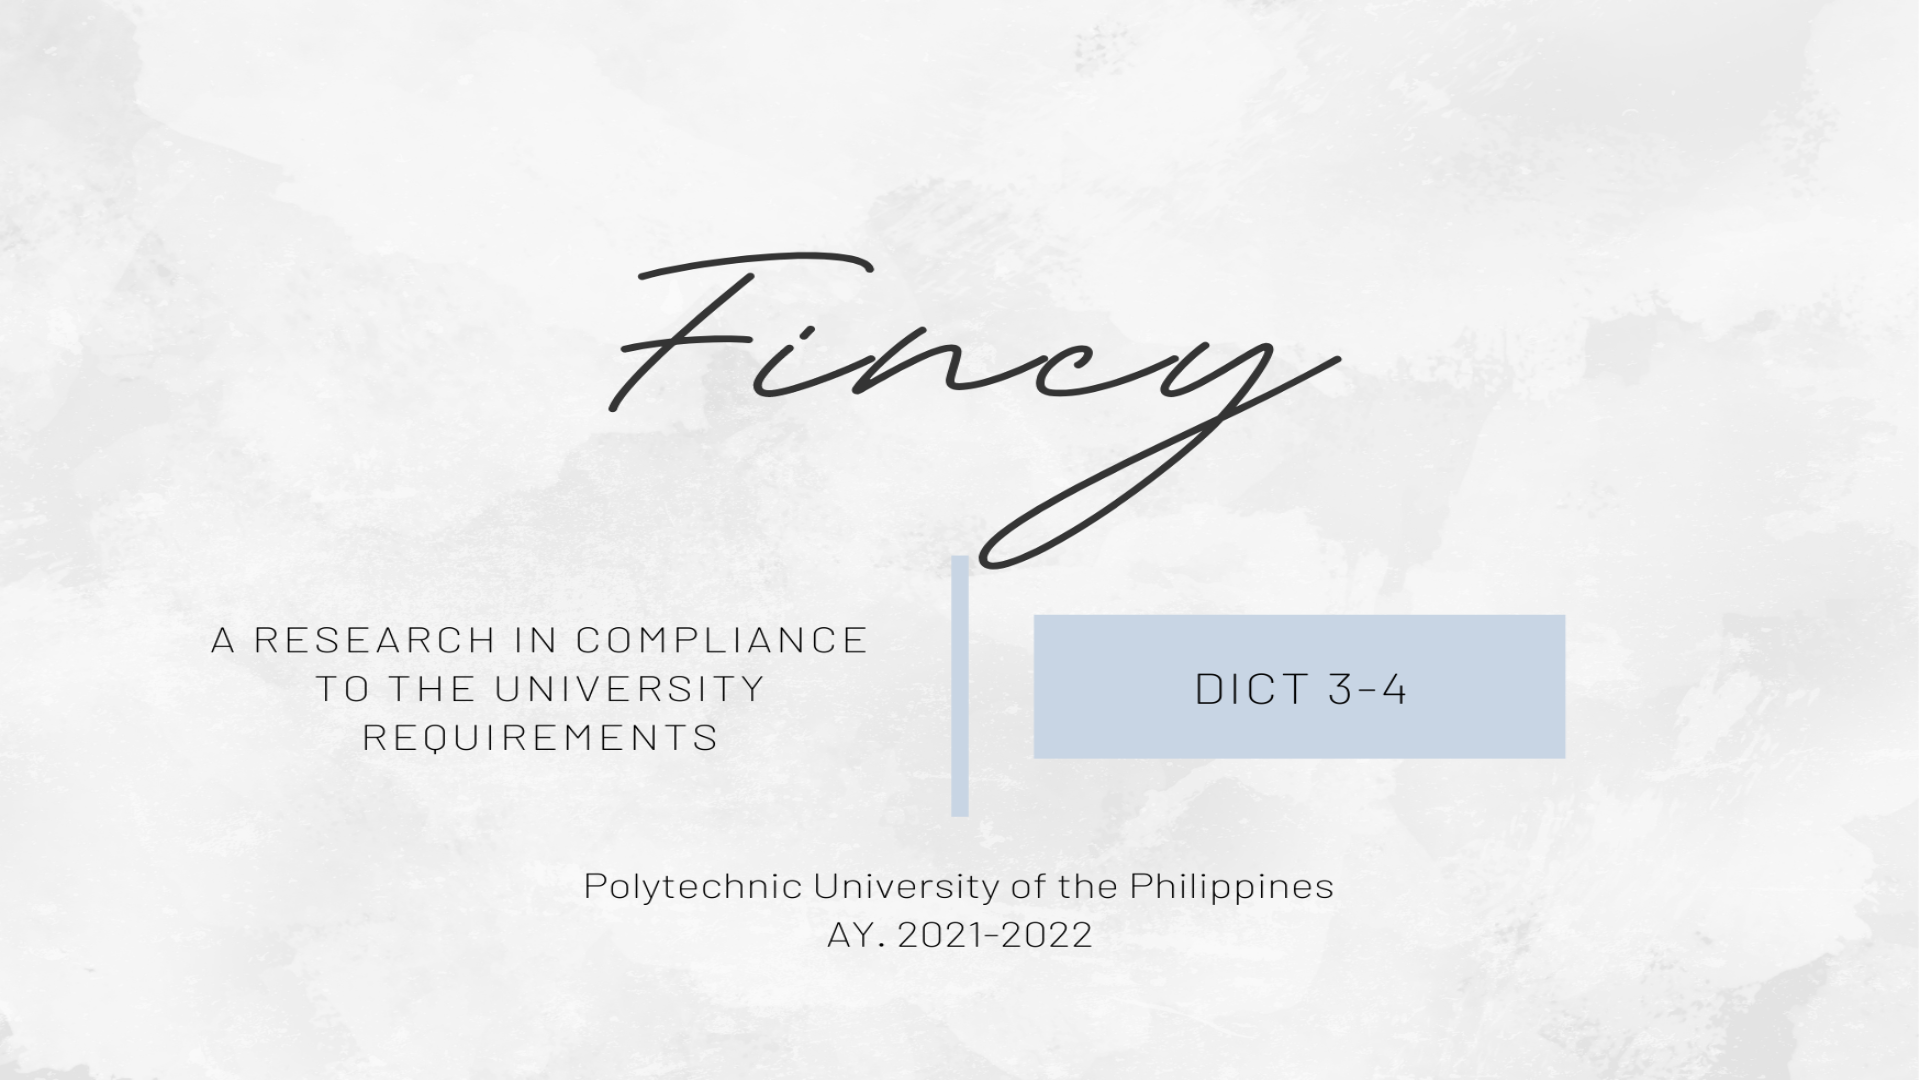 Fincy
A RESEARCH IN COMPLIANCE
TO THE UNIVERSITY
REQUIREMENTS
DICT 3-4
Polytechnic University of the Philippines
AY. 2021-2022